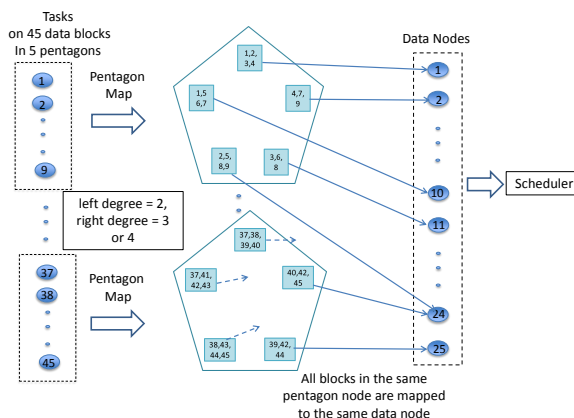 Tasks
on 45 data blocks
In 5 pentagons
1
2
9
Pentagon
Map
1,2,
3,4
1,5
6,7
4,7,
9
2,5,
8,9
3,6,
8
Data Nodes
1
2
10
11
24
25
Scheduler
left degree = 2,
right degree = 3
or 4
37
38
45
Pentagon
Map
37,38,
39,40
37,41,
42,43
40,42,
45
38,43,
44,45
39,42,
44
All blocks in the same
pentagon node are mapped
to the same data node